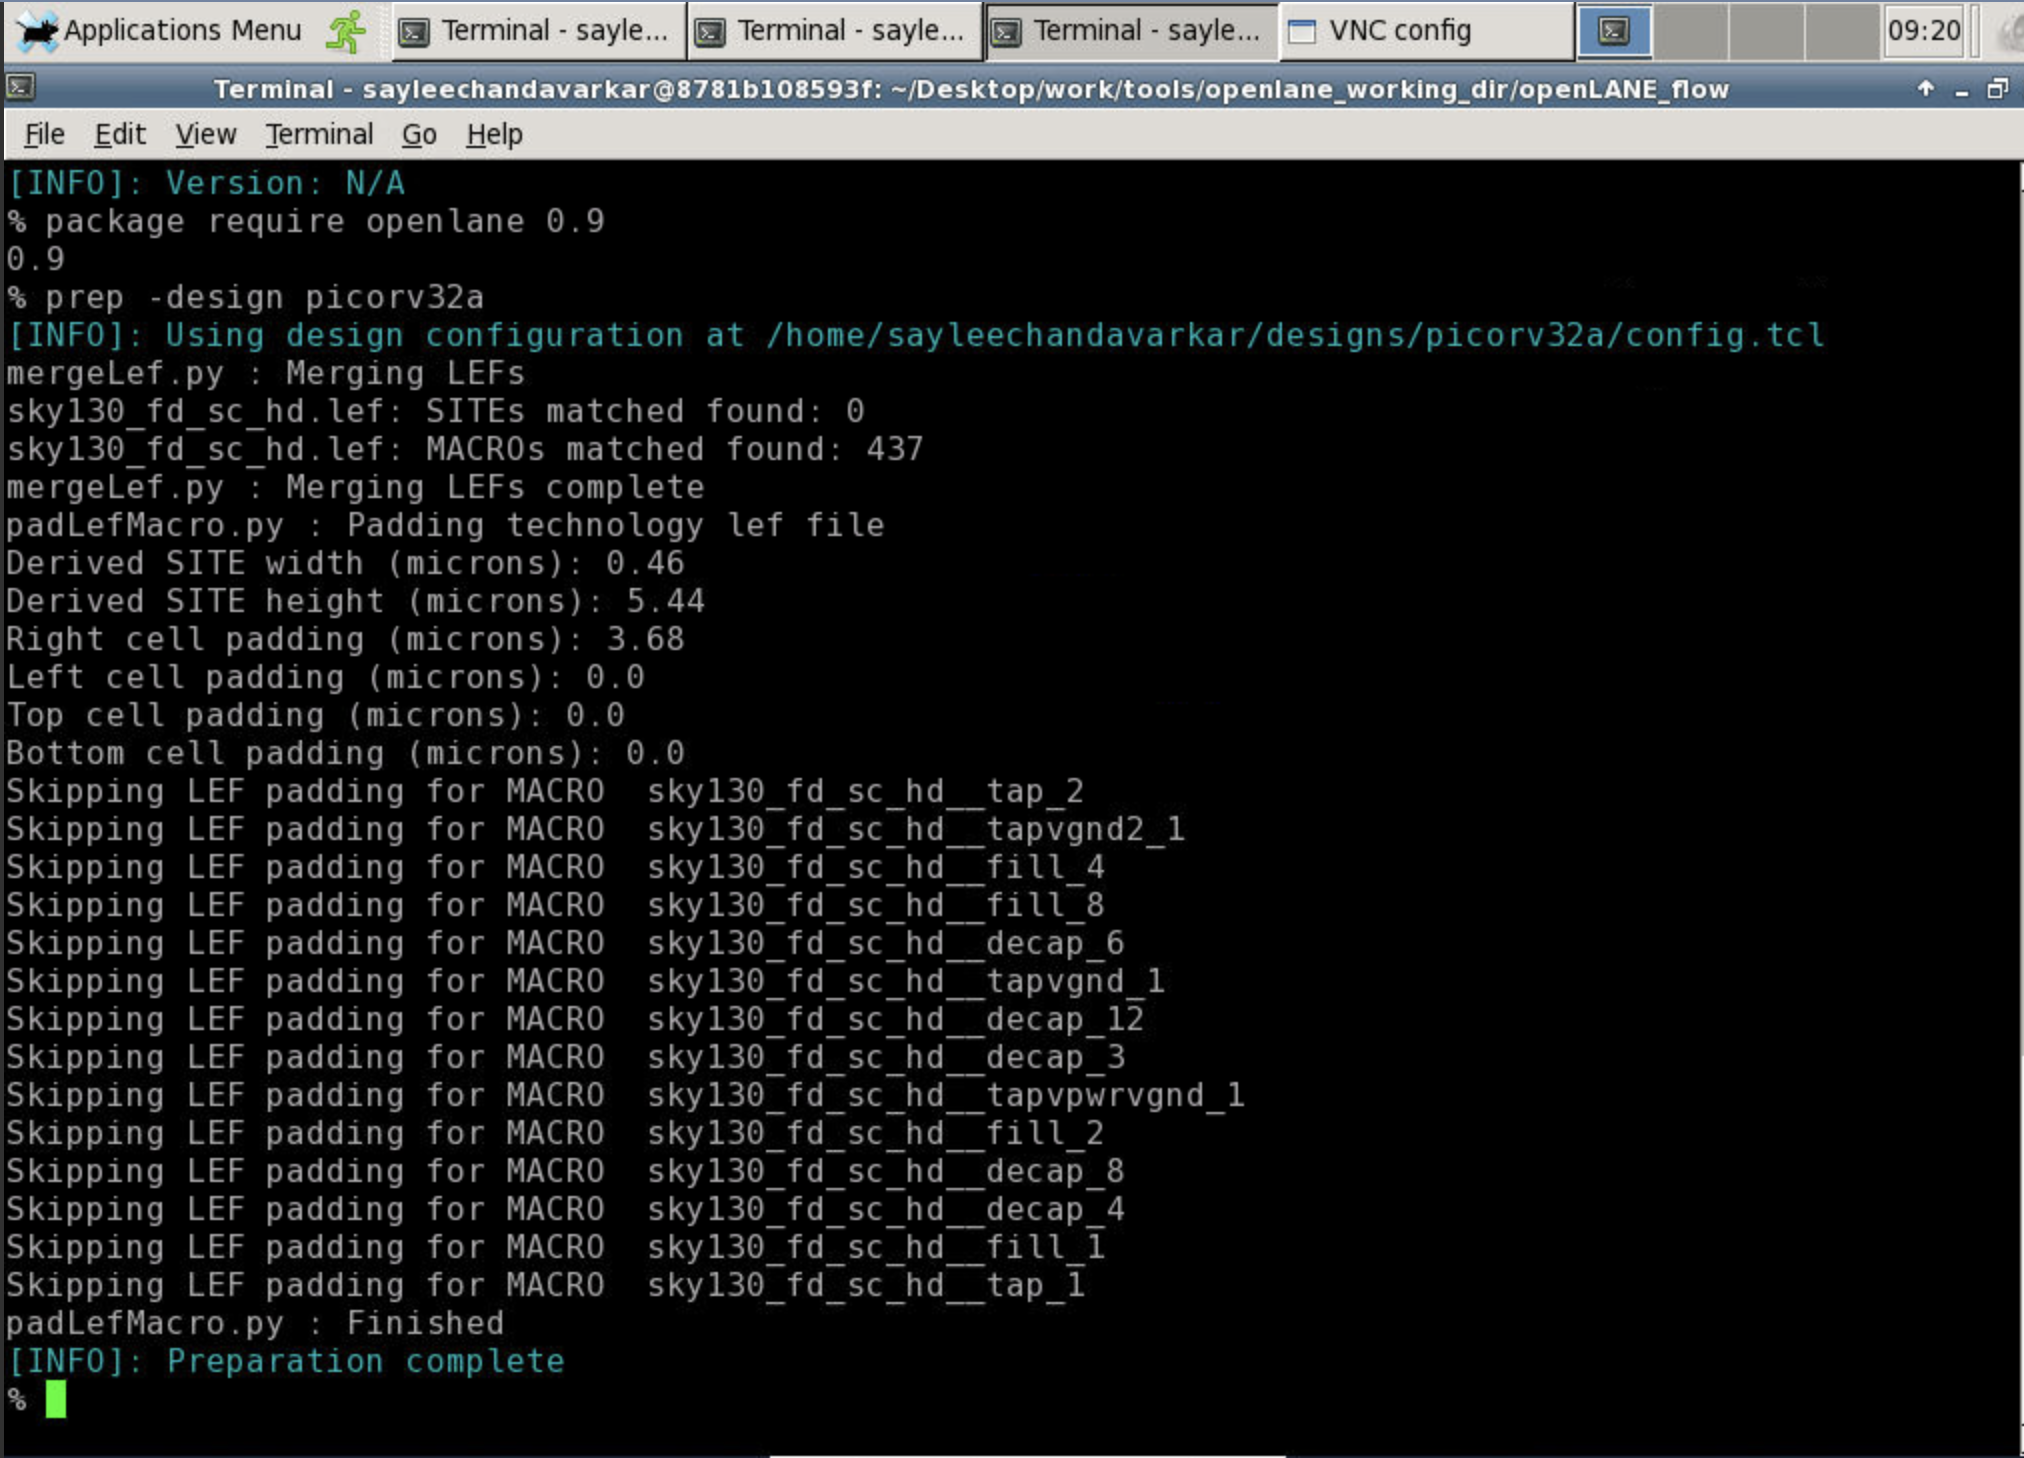 Applications Menu
Terminal - sayle...
Terminal - sayle...
Terminal - sayle...
VNC config
09:20
Terminal - sayleechandavarkar@8781b108593f: ~/Desktop/work/tools/openlane_working_dir/openLANE_flow
File Edit View Terminal Go Help
[INFO]: Version: N/A
% package require openlane 0.9
0.9
% prep -design picorv32a
[INFO]: Using design configuration at /home/sayleechandavarkar/designs/picorv32a/config.tcl
mergeLef.py : Merging LEFs
sky130_fd_sc_hd.lef: SITEs matched found: 0
sky130_fd_sc_hd.lef: MACROs matched found: 437
mergeLef.py : Merging LEFs complete
padLefMacro.py : Padding technology lef file
Derived SITE width (microns): 0.46
Derived SITE height (microns): 5.44
Right cell padding (microns): 3.68
Left cell padding (microns): 0.0
Top cell padding (microns): 0.0
Bottom cell padding (microns): 0.0
Skipping LEF padding for MACRO  sky130_fd_sc_hd__tap_2
Skipping LEF padding for MACRO  sky130_fd_sc_hd__tapvgnd2_1
Skipping LEF padding for MACRO  sky130_fd_sc_hd__fill_4
Skipping LEF padding for MACRO  sky130_fd_sc_hd__fill_8
Skipping LEF padding for MACRO  sky130_fd_sc_hd__decap_6
Skipping LEF padding for MACRO  sky130_fd_sc_hd__tapvgnd_1
Skipping LEF padding for MACRO  sky130_fd_sc_hd__decap_12
Skipping LEF padding for MACRO  sky130_fd_sc_hd__decap_3
Skipping LEF padding for MACRO  sky130_fd_sc_hd__tapvpwrvgnd_1
Skipping LEF padding for MACRO  sky130_fd_sc_hd__fill_2
Skipping LEF padding for MACRO  sky130_fd_sc_hd__decap_8
Skipping LEF padding for MACRO  sky130_fd_sc_hd__decap_4
Skipping LEF padding for MACRO  sky130_fd_sc_hd__fill_1
Skipping LEF padding for MACRO  sky130_fd_sc_hd__tap_1
padLefMacro.py : Finished
[INFO]: Preparation complete
%